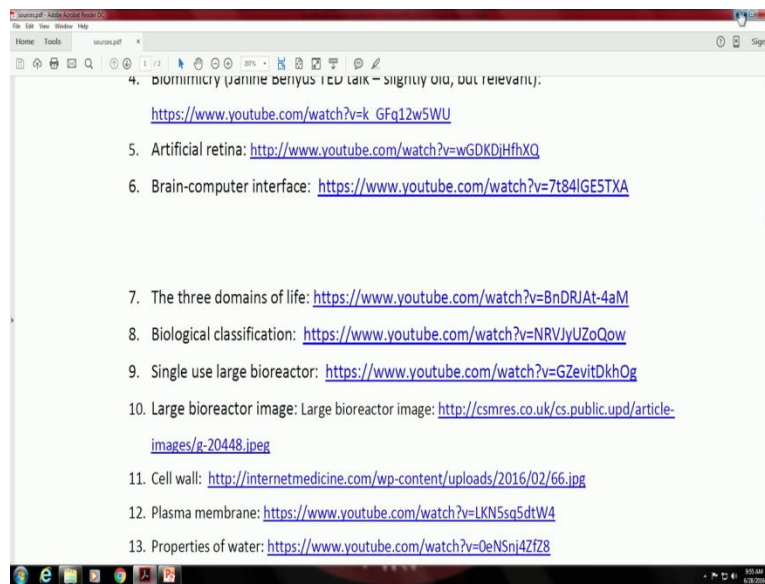 sources.pdf - Adobe Acrobat Reader DC
File Edit View Window Help
Home Tools sources.pdf × Sign
1 / 2
4. Biomimicry (Janine Benyus TED talk – slightly old, but relevant):
https://www.youtube.com/watch?v=k_GFq12w5WU
5. Artificial retina: http://www.youtube.com/watch?v=wGDKDjHfhXQ
6. Brain-computer interface: https://www.youtube.com/watch?v=7t84lGE5TXA
7. The three domains of life: https://www.youtube.com/watch?v=BnDRJAt-4aM
8. Biological classification: https://www.youtube.com/watch?v=NRVJyUZoQow
9. Single use large bioreactor: https://www.youtube.com/watch?v=GZevitDkhOg
10. Large bioreactor image: Large bioreactor image: http://csmres.co.uk/cs.public.upd/article-
images/g-20448.jpeg
11. Cell wall: http://internetmedicine.com/wp-content/uploads/2016/02/66.jpg
12. Plasma membrane: https://www.youtube.com/watch?v=LKN5sq5dtW4
13. Properties of water: https://www.youtube.com/watch?v=0eNSnj4ZfZ8
9:55 AM